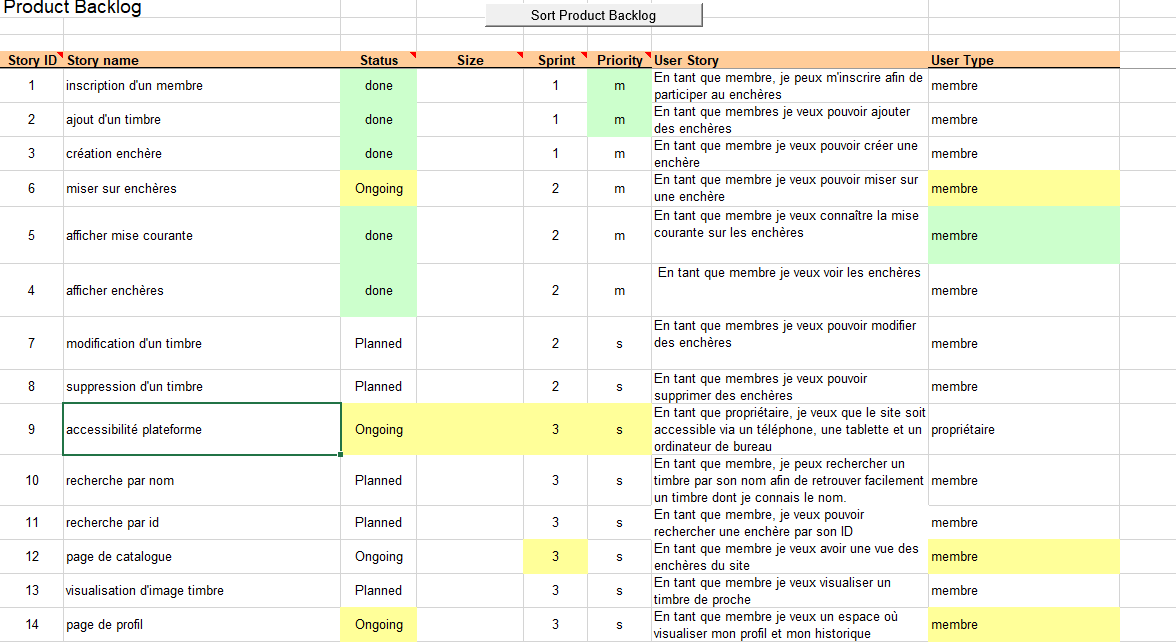 Product Backlog
Sort Product Backlog
Story ID Story name Status Size Sprint Priority User Story User Type
1 inscription d'un membre done 1 m En tant que membre, je peux m'inscrire afin de
participer au enchères membre
2 ajout d'un timbre done 1 m En tant que membres je veux pouvoir ajouter
des enchères membre
3 création enchère done 1 m En tant que membre je veux pouvoir créer une
enchère membre
6 miser sur enchères Ongoing 2 m En tant que membre je veux pouvoir miser sur
une enchère membre
5 afficher mise courante done 2 m En tant que membre je veux connaître la mise
courante sur les enchères membre
4 afficher enchères done 2 m En tant que membre je veux voir les enchères membre
7 modification d'un timbre Planned 2 s En tant que membres je veux pouvoir modifier
des enchères membre
8 suppression d'un timbre Planned 2 s En tant que membres je veux pouvoir
supprimer des enchères membre
9 accessibilité plateforme Ongoing 3 s En tant que propriétaire, je veux que le site soit
accessible via un téléphone, une tablette et un
ordinateur de bureau propriétaire
10 recherche par nom Planned 3 s En tant que membre, je peux rechercher un
timbre par son nom afin de retrouver facilement
un timbre dont je connais le nom. membre
11 recherche par id Planned 3 s En tant que membre, je veux pouvoir
rechercher une enchère par son ID membre
12 page de catalogue Ongoing 3 s En tant que membre je veux avoir une vue des
enchères du site membre
13 visualisation d'image timbre Planned 3 s En tant que membre je veux visualiser un
timbre de proche membre
14 page de profil Ongoing 3 s En tant que membre je veux un espace où
visualiser mon profil et mon historique membre